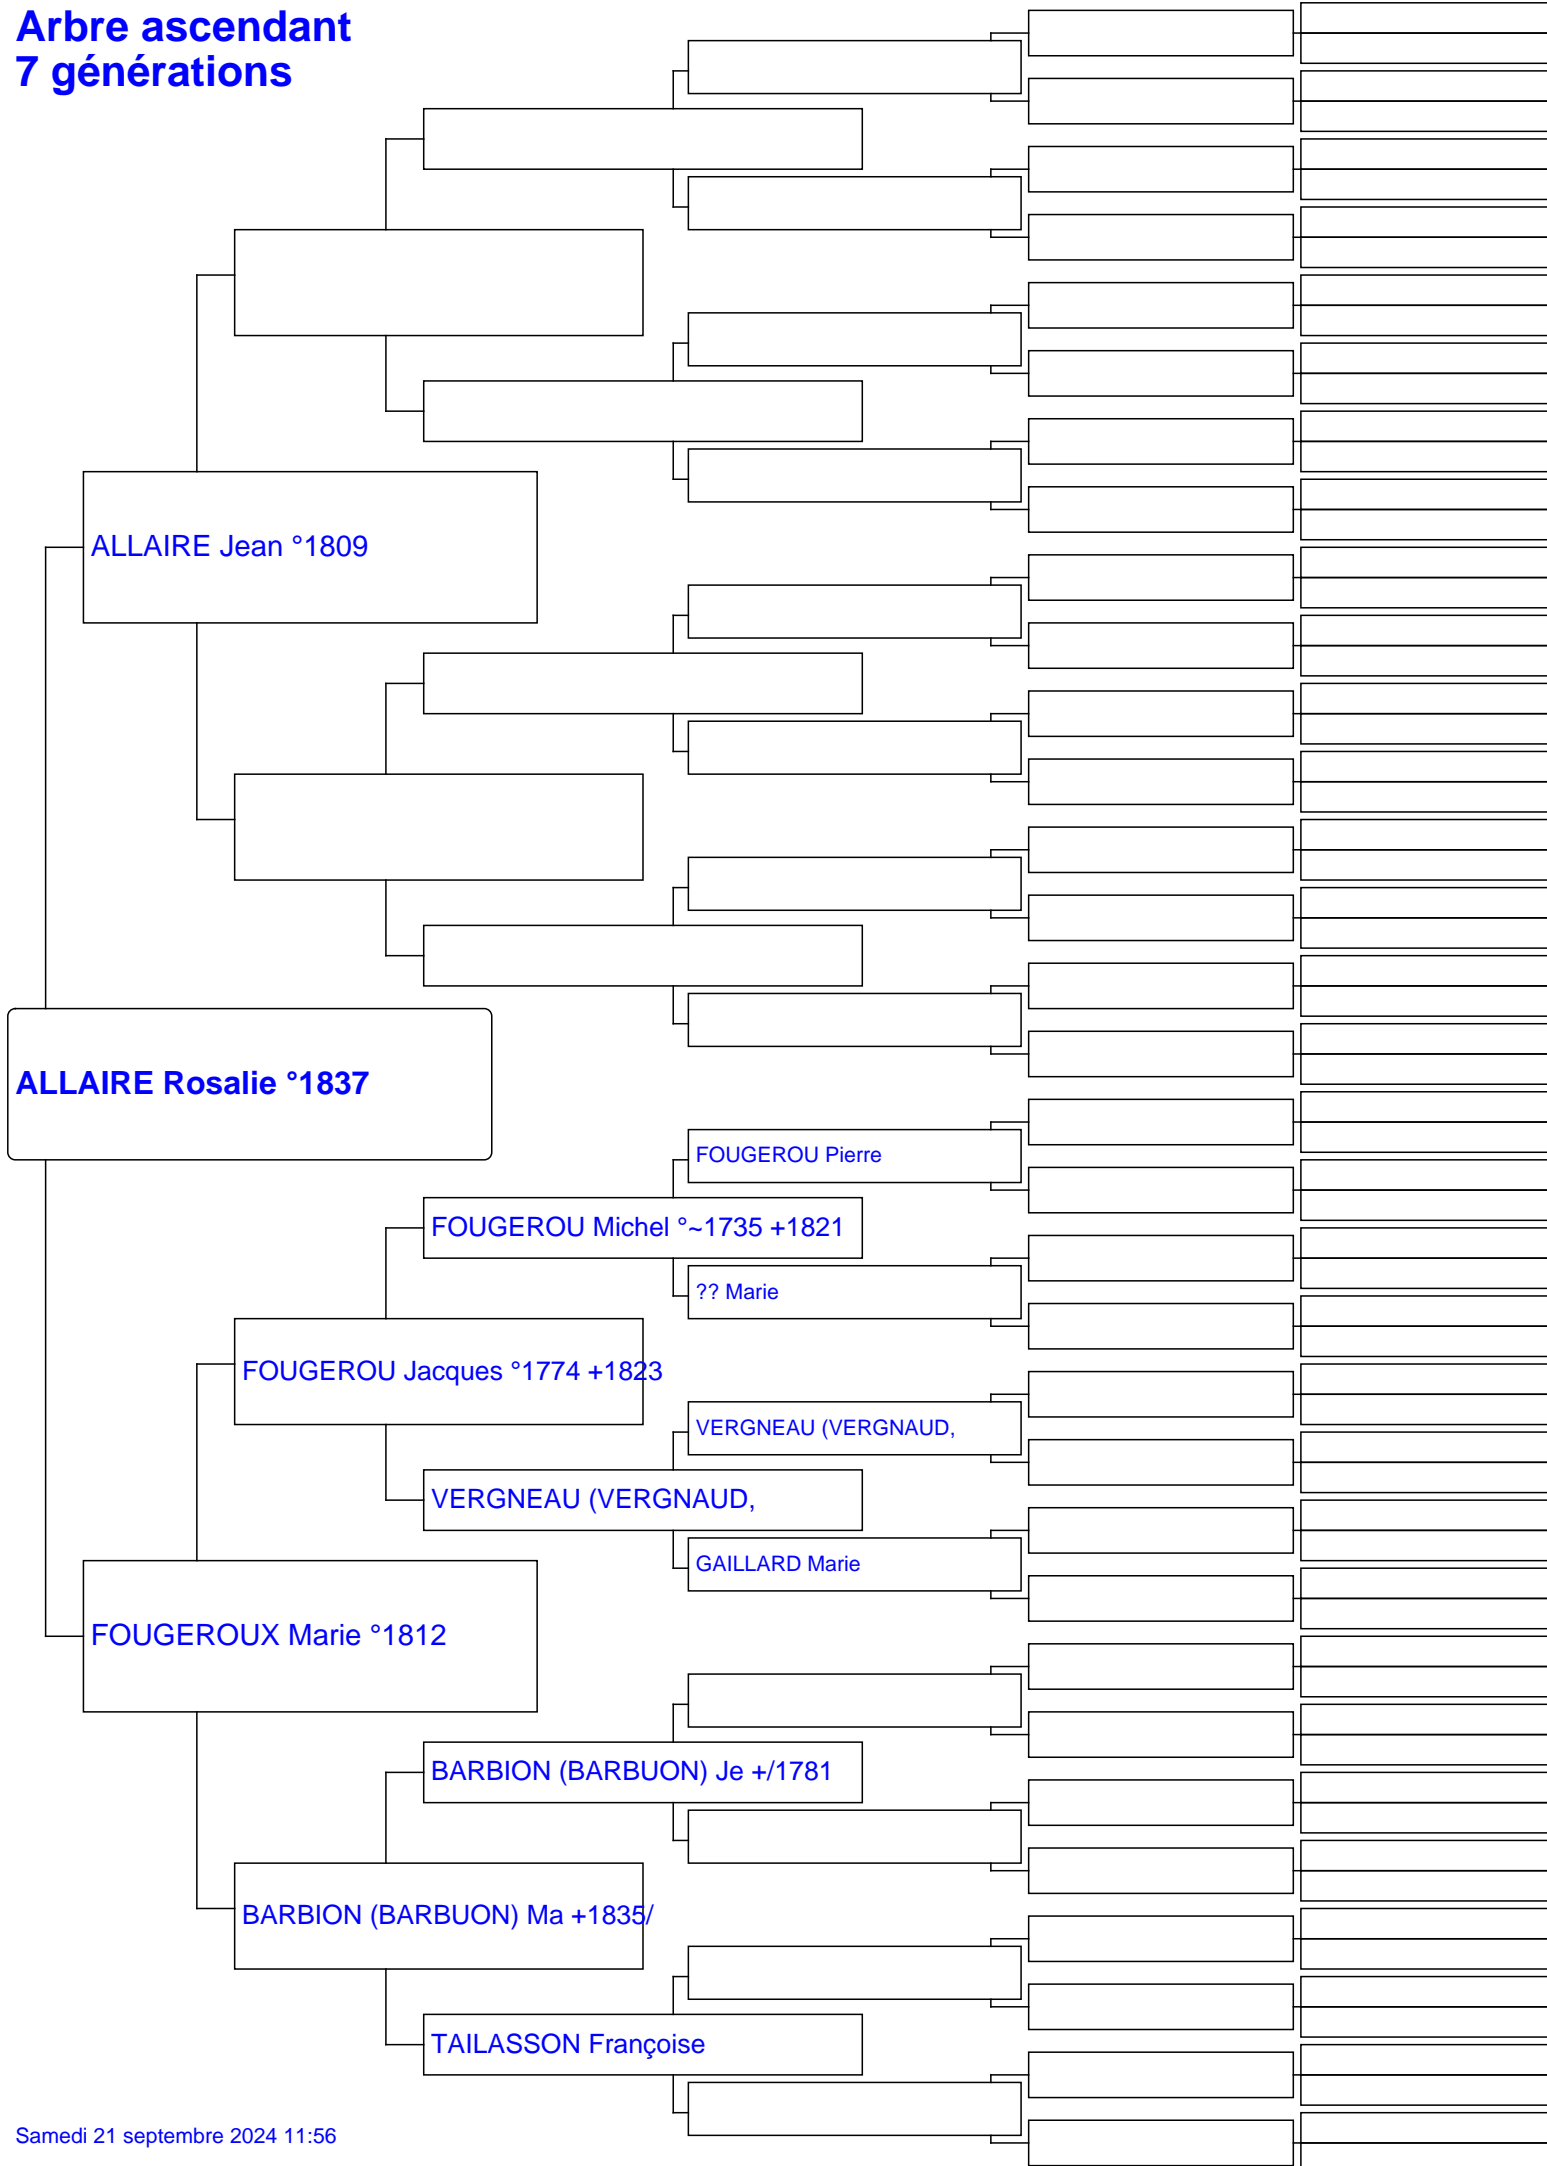 Arbre ascendant
7 générations
ALLAIRE Jean °1809
ALLAIRE Rosalie °1837
FOUGEROU Pierre
FOUGEROU Michel °~1735 +1821
?? Marie
FOUGEROU Jacques °1774 +1823
VERGNEAU (VERGNAUD,
VERGNEAU (VERGNAUD,
GAILLARD Marie
FOUGEROUX Marie °1812
BARBION (BARBUON) Je +/1781
BARBION (BARBUON) Ma +1835/
TAILASSON Françoise
Samedi 21 septembre 2024 11:56